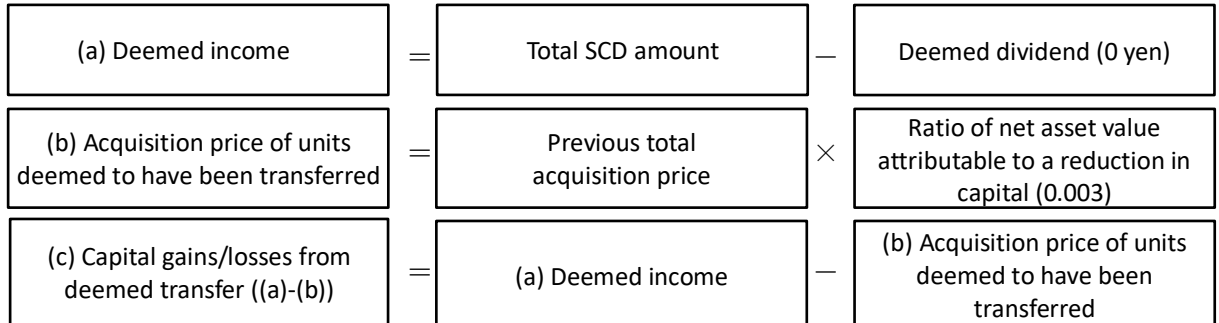 (a) Deemed income = Total SCD amount − Deemed dividend (0 yen)
(b) Acquisition price of units
deemed to have been transferred
=
Previous total
acquisition price
×
Ratio of net asset value
attributable to a reduction in
capital (0.003)
(c) Capital gains/losses from
deemed transfer ((a)-(b))
=
(a) Deemed income
−
(b) Acquisition price of units
deemed to have been
transferred